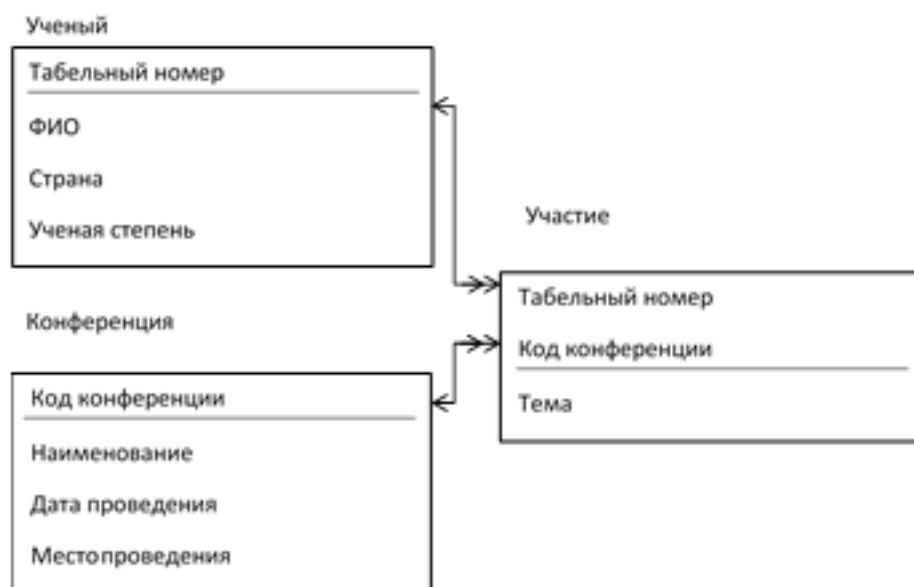 Ученый
Табельный номер
ФИО
Страна
Ученая степень
Участие
Табельный номер
Код конференции
Тема
Конференция
Код конференции
Наименование
Дата проведения
Местопроведения